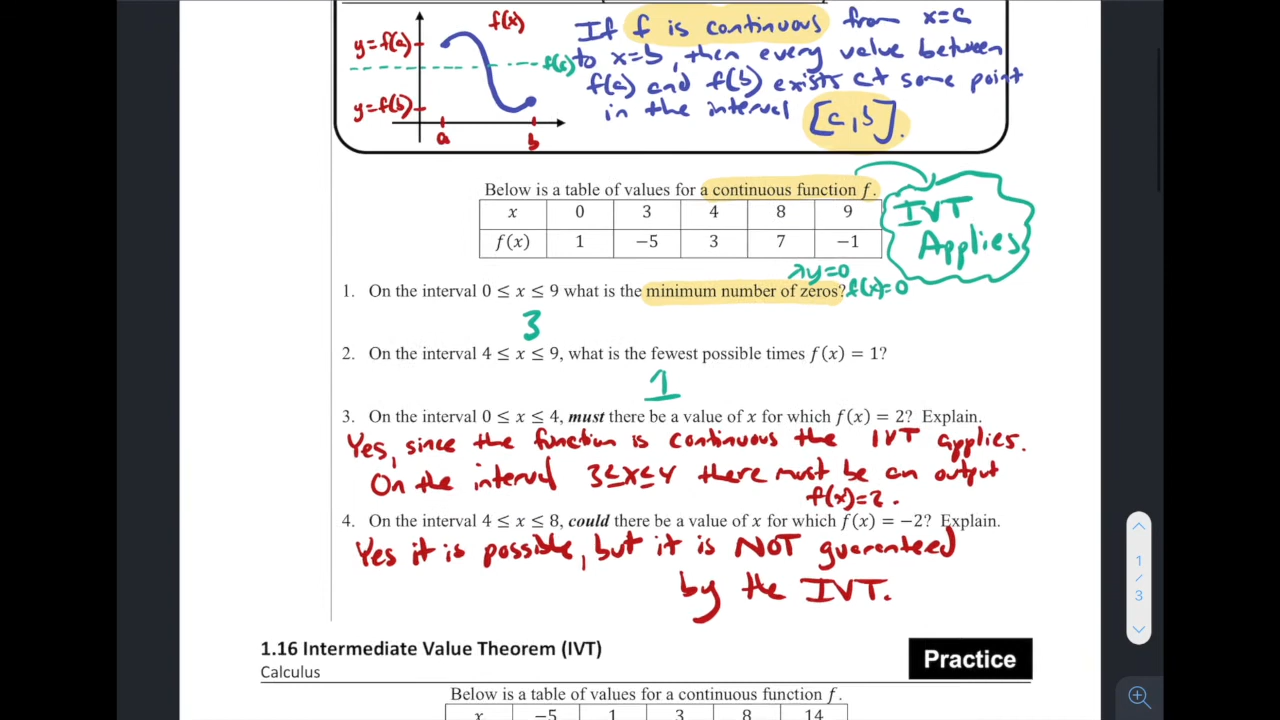 f(x)
If f is continuous from x=a
y=f(a)
f(c) to x=b, then every value between
f(a) and f(b) exists at some point
y=f(b)
in the interval [a,b].
a b
Below is a table of values for a continuous function f.
x 0 3 4 8 9
f(x) 1 −5 3 7 −1
IVT
Applies
y=0
1. On the interval 0 ≤ x ≤ 9 what is the minimum number of zeros? f(x)=0
3
2. On the interval 4 ≤ x ≤ 9, what is the fewest possible times f(x) = 1?
1
3. On the interval 0 ≤ x ≤ 4, must there be a value of x for which f(x) = 2? Explain.
Yes, since the function is continuous the IVT applies.
On the interval 3≤x≤4 there must be an output
f(x)=2.
4. On the interval 4 ≤ x ≤ 8, could there be a value of x for which f(x) = −2? Explain.
Yes it is possible, but it is NOT guaranteed
by the IVT.
1.16 Intermediate Value Theorem (IVT)
Calculus
Practice
Below is a table of values for a continuous function f.
x −5 1 3 8 14
1
/
3